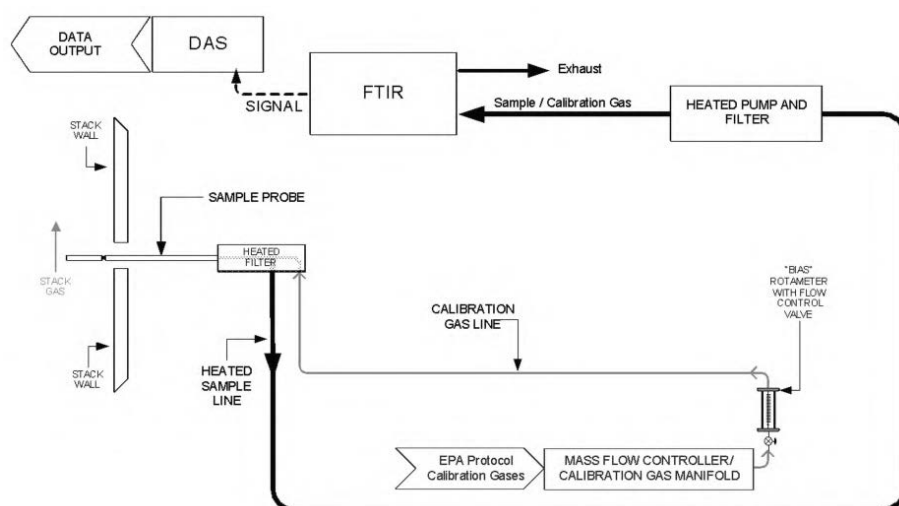 DATA
OUTPUT
DAS
FTIR
Exhaust
SIGNAL
Sample / Calibration Gas
HEATED PUMP AND
FILTER
STACK
WALL
SAMPLE PROBE
HEATED
FILTER
STACK
GAS
"BIAS"
ROTAMETER
WITH FLOW
CONTROL
VALVE
CALIBRATION
GAS LINE
STACK
WALL
HEATED
SAMPLE
LINE
EPA Protocol
Calibration Gases
MASS FLOW CONTROLLER/
CALIBRATION GAS MANIFOLD